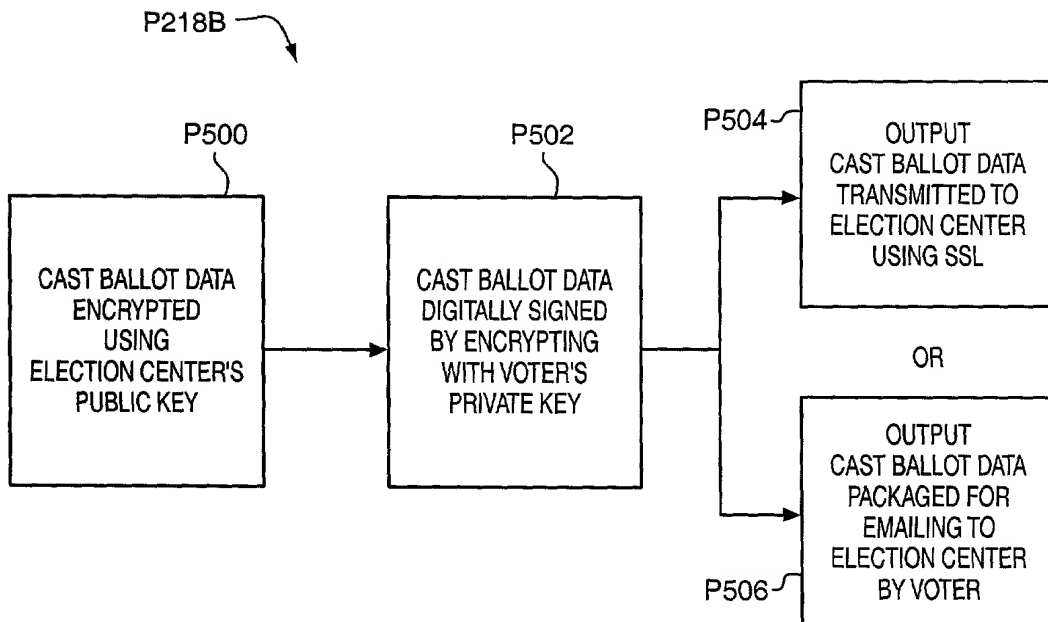 P218B
P500
CAST BALLOT DATA
ENCRYPTED
USING
ELECTION CENTER'S
PUBLIC KEY
P502
CAST BALLOT DATA
DIGITALLY SIGNED
BY ENCRYPTING
WITH VOTER'S
PRIVATE KEY
P504
OUTPUT
CAST BALLOT DATA
TRANSMITTED TO
ELECTION CENTER
USING SSL
OR
OUTPUT
CAST BALLOT DATA
PACKAGED FOR
EMAILING TO
ELECTION CENTER
BY VOTER
P506